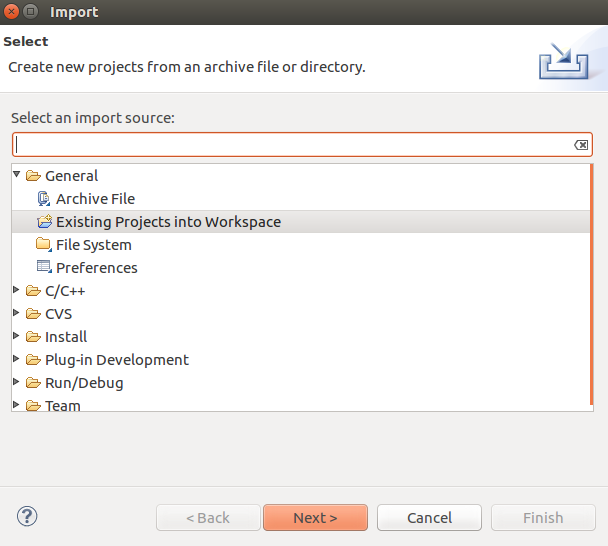 Import
Select
Create new projects from an archive file or directory.
Select an import source:
General
Archive File
Existing Projects into Workspace
File System
Preferences
C/C++
CVS
Install
Plug-in Development
Run/Debug
Team
?
< Back
Next >
Cancel
Finish